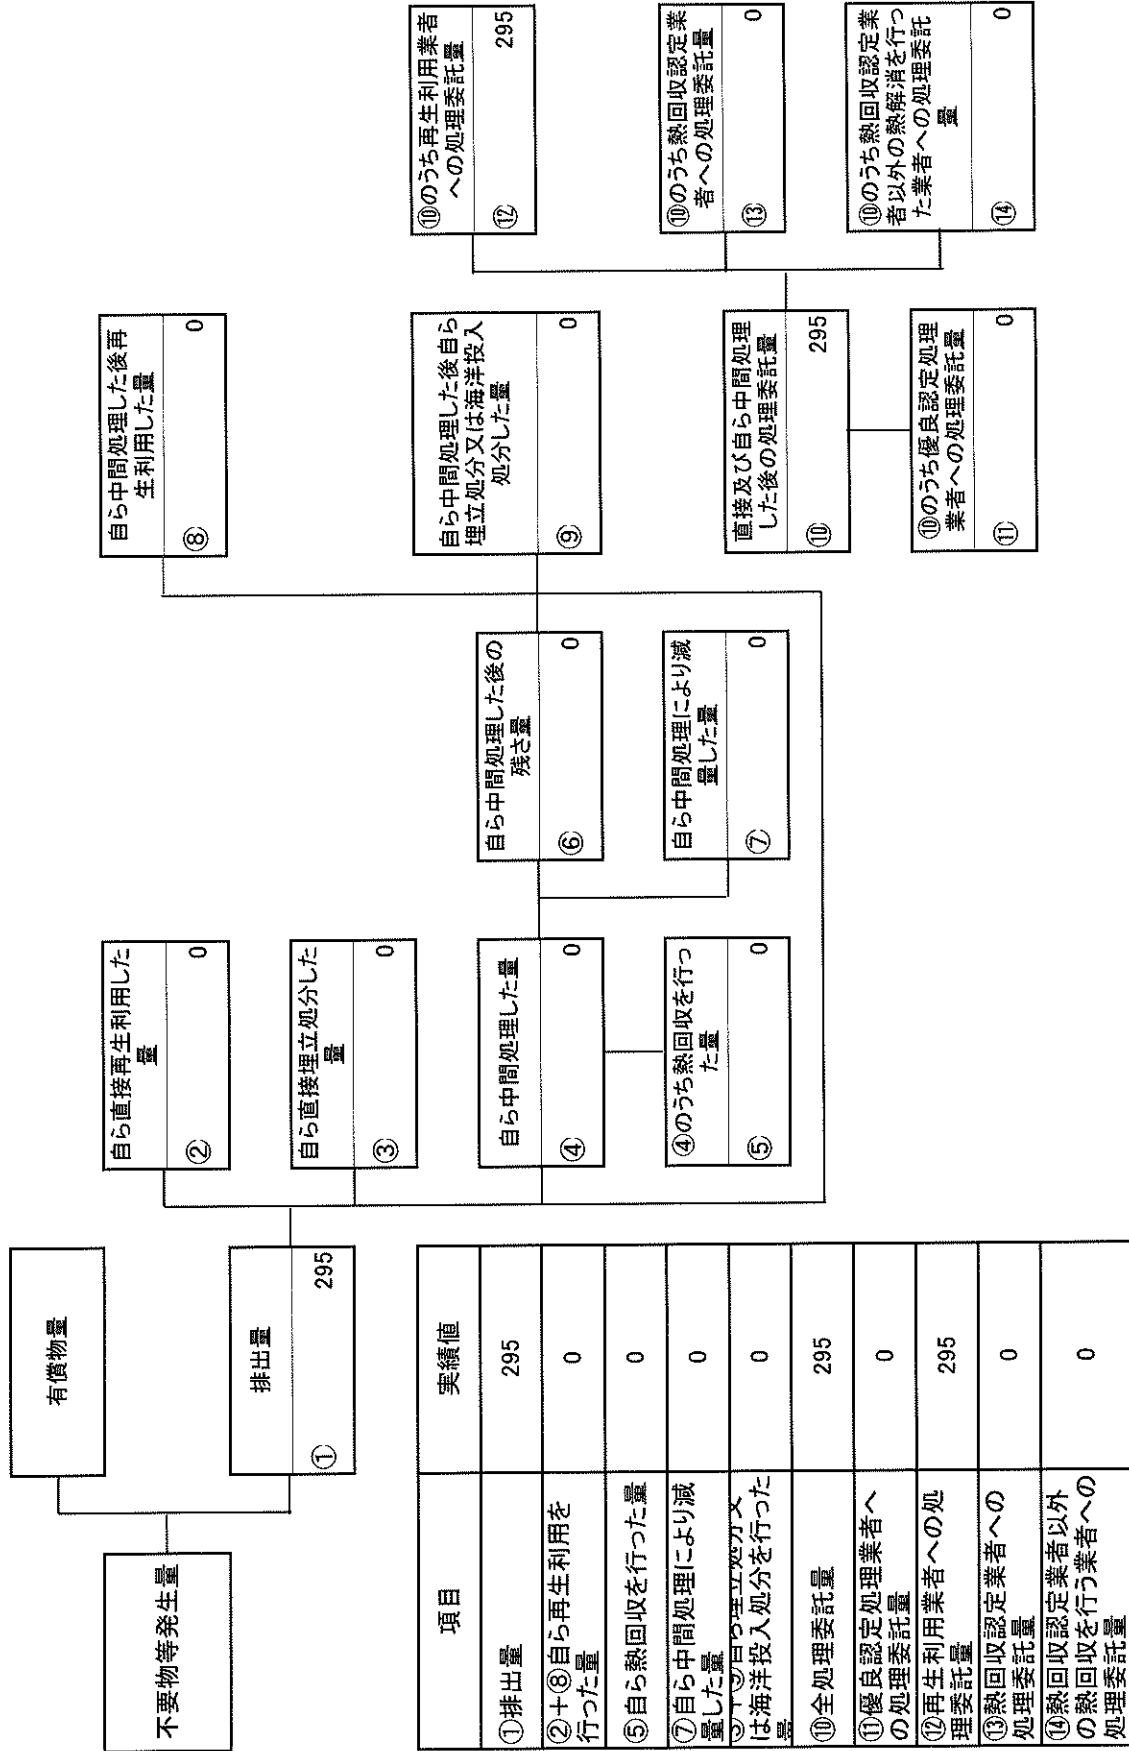 不要物等発生量
有償物量
排出量
① 295
自ら直接再生利用した
量
② 0
自ら直接埋立処分した
量
③ 0
自ら中間処理した量
④ 0
④のうち熱回収を行っ
た量
⑤ 0
自ら中間処理した後の
残さ量
⑥ 0
自ら中間処理により減
量した量
⑦ 0
自ら中間処理した後再
生利用した量
⑧ 0
自ら中間処理した後自ら
埋立処分又は海洋投入
処分した量
⑨ 0
直接及び自ら中間処理
した後の処理委託量
⑩ 295
⑩のうち優良認定処理
業者への処理委託量
⑪ 0
⑩のうち再生利用業者
への処理委託量
⑫ 295
⑩のうち熱回収認定業
者への処理委託量
⑬ 0
⑩のうち熱回収認定業
者以外の熱解消を行っ
た業者への処理委託
量
⑭ 0
項目 実績値
①排出量 295
②+⑧自ら再生利用を
行った量 0
⑤自ら熱回収を行った量 0
⑦自ら中間処理により減
量した量 0
③+⑨自ら埋立処分又
は海洋投入処分を行った
量 0
⑩全処理委託量 295
⑪優良認定処理業者へ
の処理委託量 0
⑫再生利用業者への処
理委託量 295
⑬熱回収認定業者への
処理委託量 0
⑭熱回収認定業者以外
の熱回収を行う業者への
処理委託量 0